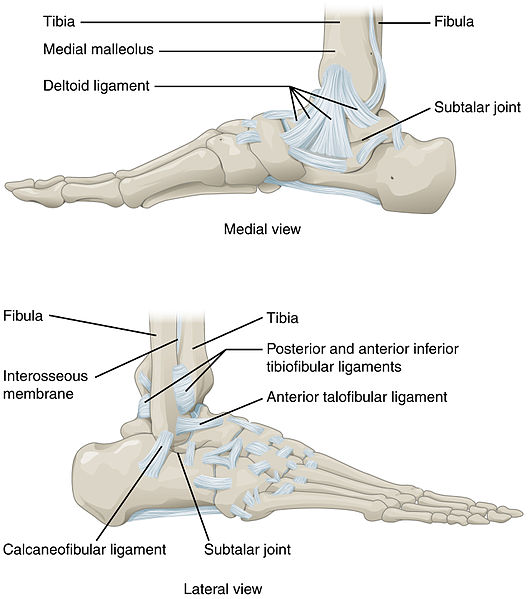 Tibia
Fibula
Medial malleolus
Deltoid ligament
Subtalar joint
Medial view
Fibula
Tibia
Posterior and anterior inferior
tibiofibular ligaments
Interosseous
membrane
Anterior talofibular ligament
Calcaneofibular ligament
Subtalar joint
Lateral view